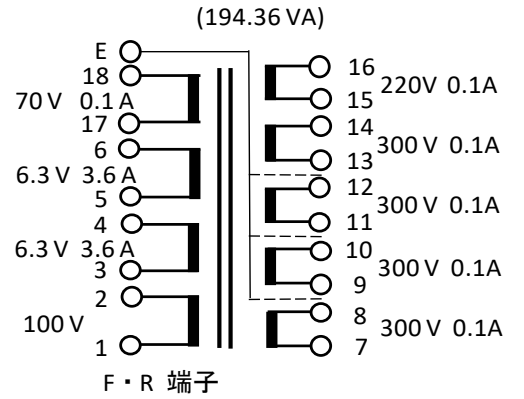 (194.36 VA)
E
18
70 V 0.1 A
17
6
6.3 V 3.6 A
5
4
6.3 V 3.6 A
3
2
100 V
1
F・R 端子
16
220V 0.1A
15
14
300 V 0.1A
13
12
300 V 0.1A
11
10
300 V 0.1A
9
8
300 V 0.1A
7